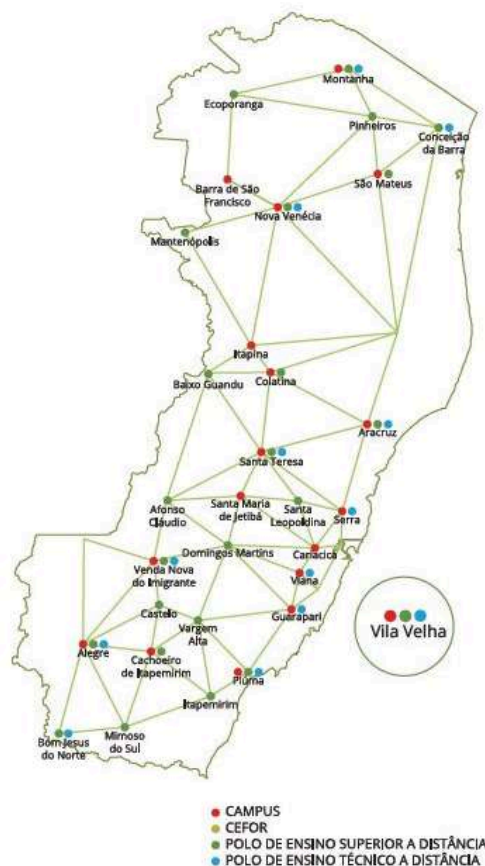 Montanha
Ecoporanga
Pinheiros
Conceição
da Barra
São Mateus
Barra de São
Francisco
Nova Venécia
Mantenópolis
Itapina
Baixo Guandu
Colatina
Aracruz
Santa Teresa
Afonso
Cláudio
Santa Maria
de Jetibá
Santa
Leopoldina
Serra
Cariacica
Domingos Martins
Venda Nova
do Imigrante
Viana
Castelo
Vargem
Alta
Guarapari
Vila Velha
Alegre
Cachoeiro
de Itapemirim
Piúma
Itapemirim
Bom Jesus
do Norte
Mimoso
do Sul
CAMPUS
CEFOR
POLO DE ENSINO SUPERIOR A DISTÂNCIA
POLO DE ENSINO TÉCNICO A DISTÂNCIA